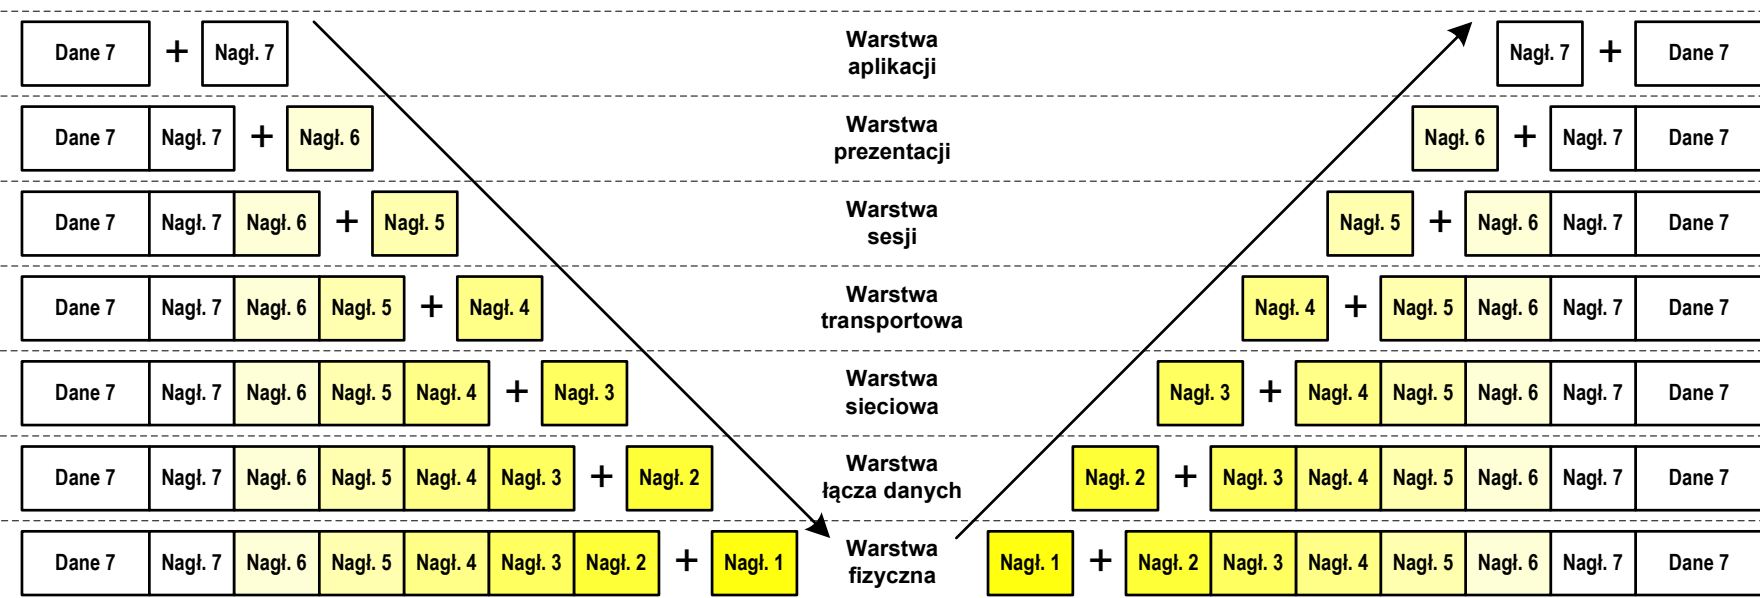 Dane 7 + Nagł. 7 Warstwa aplikacji Nagł. 7 + Dane 7
Dane 7 Nagł. 7 + Nagł. 6 Warstwa prezentacji Nagł. 6 + Nagł. 7 Dane 7
Dane 7 Nagł. 7 Nagł. 6 + Nagł. 5 Warstwa sesji Nagł. 5 + Nagł. 6 Nagł. 7 Dane 7
Dane 7 Nagł. 7 Nagł. 6 Nagł. 5 + Nagł. 4 Warstwa transportowa Nagł. 4 + Nagł. 5 Nagł. 6 Nagł. 7 Dane 7
Dane 7 Nagł. 7 Nagł. 6 Nagł. 5 Nagł. 4 + Nagł. 3 Warstwa sieciowa Nagł. 3 + Nagł. 4 Nagł. 5 Nagł. 6 Nagł. 7 Dane 7
Dane 7 Nagł. 7 Nagł. 6 Nagł. 5 Nagł. 4 Nagł. 3 + Nagł. 2 Warstwa łącza danych Nagł. 2 + Nagł. 3 Nagł. 4 Nagł. 5 Nagł. 6 Nagł. 7 Dane 7
Dane 7 Nagł. 7 Nagł. 6 Nagł. 5 Nagł. 4 Nagł. 3 Nagł. 2 + Nagł. 1 Warstwa fizyczna Nagł. 1 + Nagł. 2 Nagł. 3 Nagł. 4 Nagł. 5 Nagł. 6 Nagł. 7 Dane 7